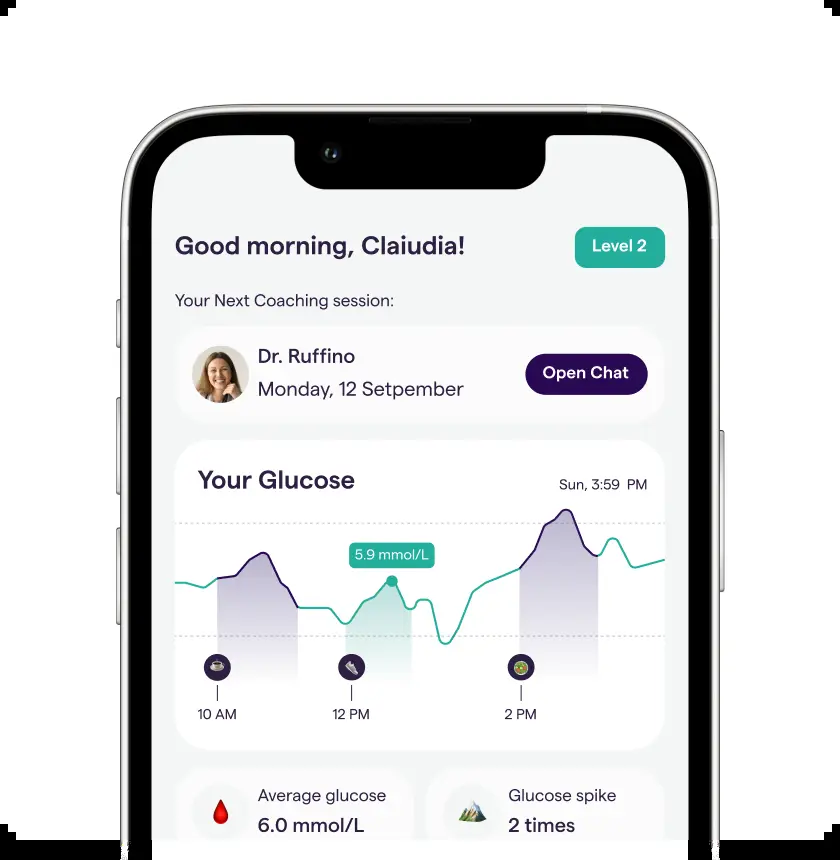 Good morning, Claiudia!
Level 2
Your Next Coaching session:
Dr. Ruffino
Monday, 12 Setpember
Open Chat
Your Glucose
Sun, 3:59 PM
5.9 mmol/L
10 AM
12 PM
2 PM
Average glucose
6.0 mmol/L
Glucose spike
2 times